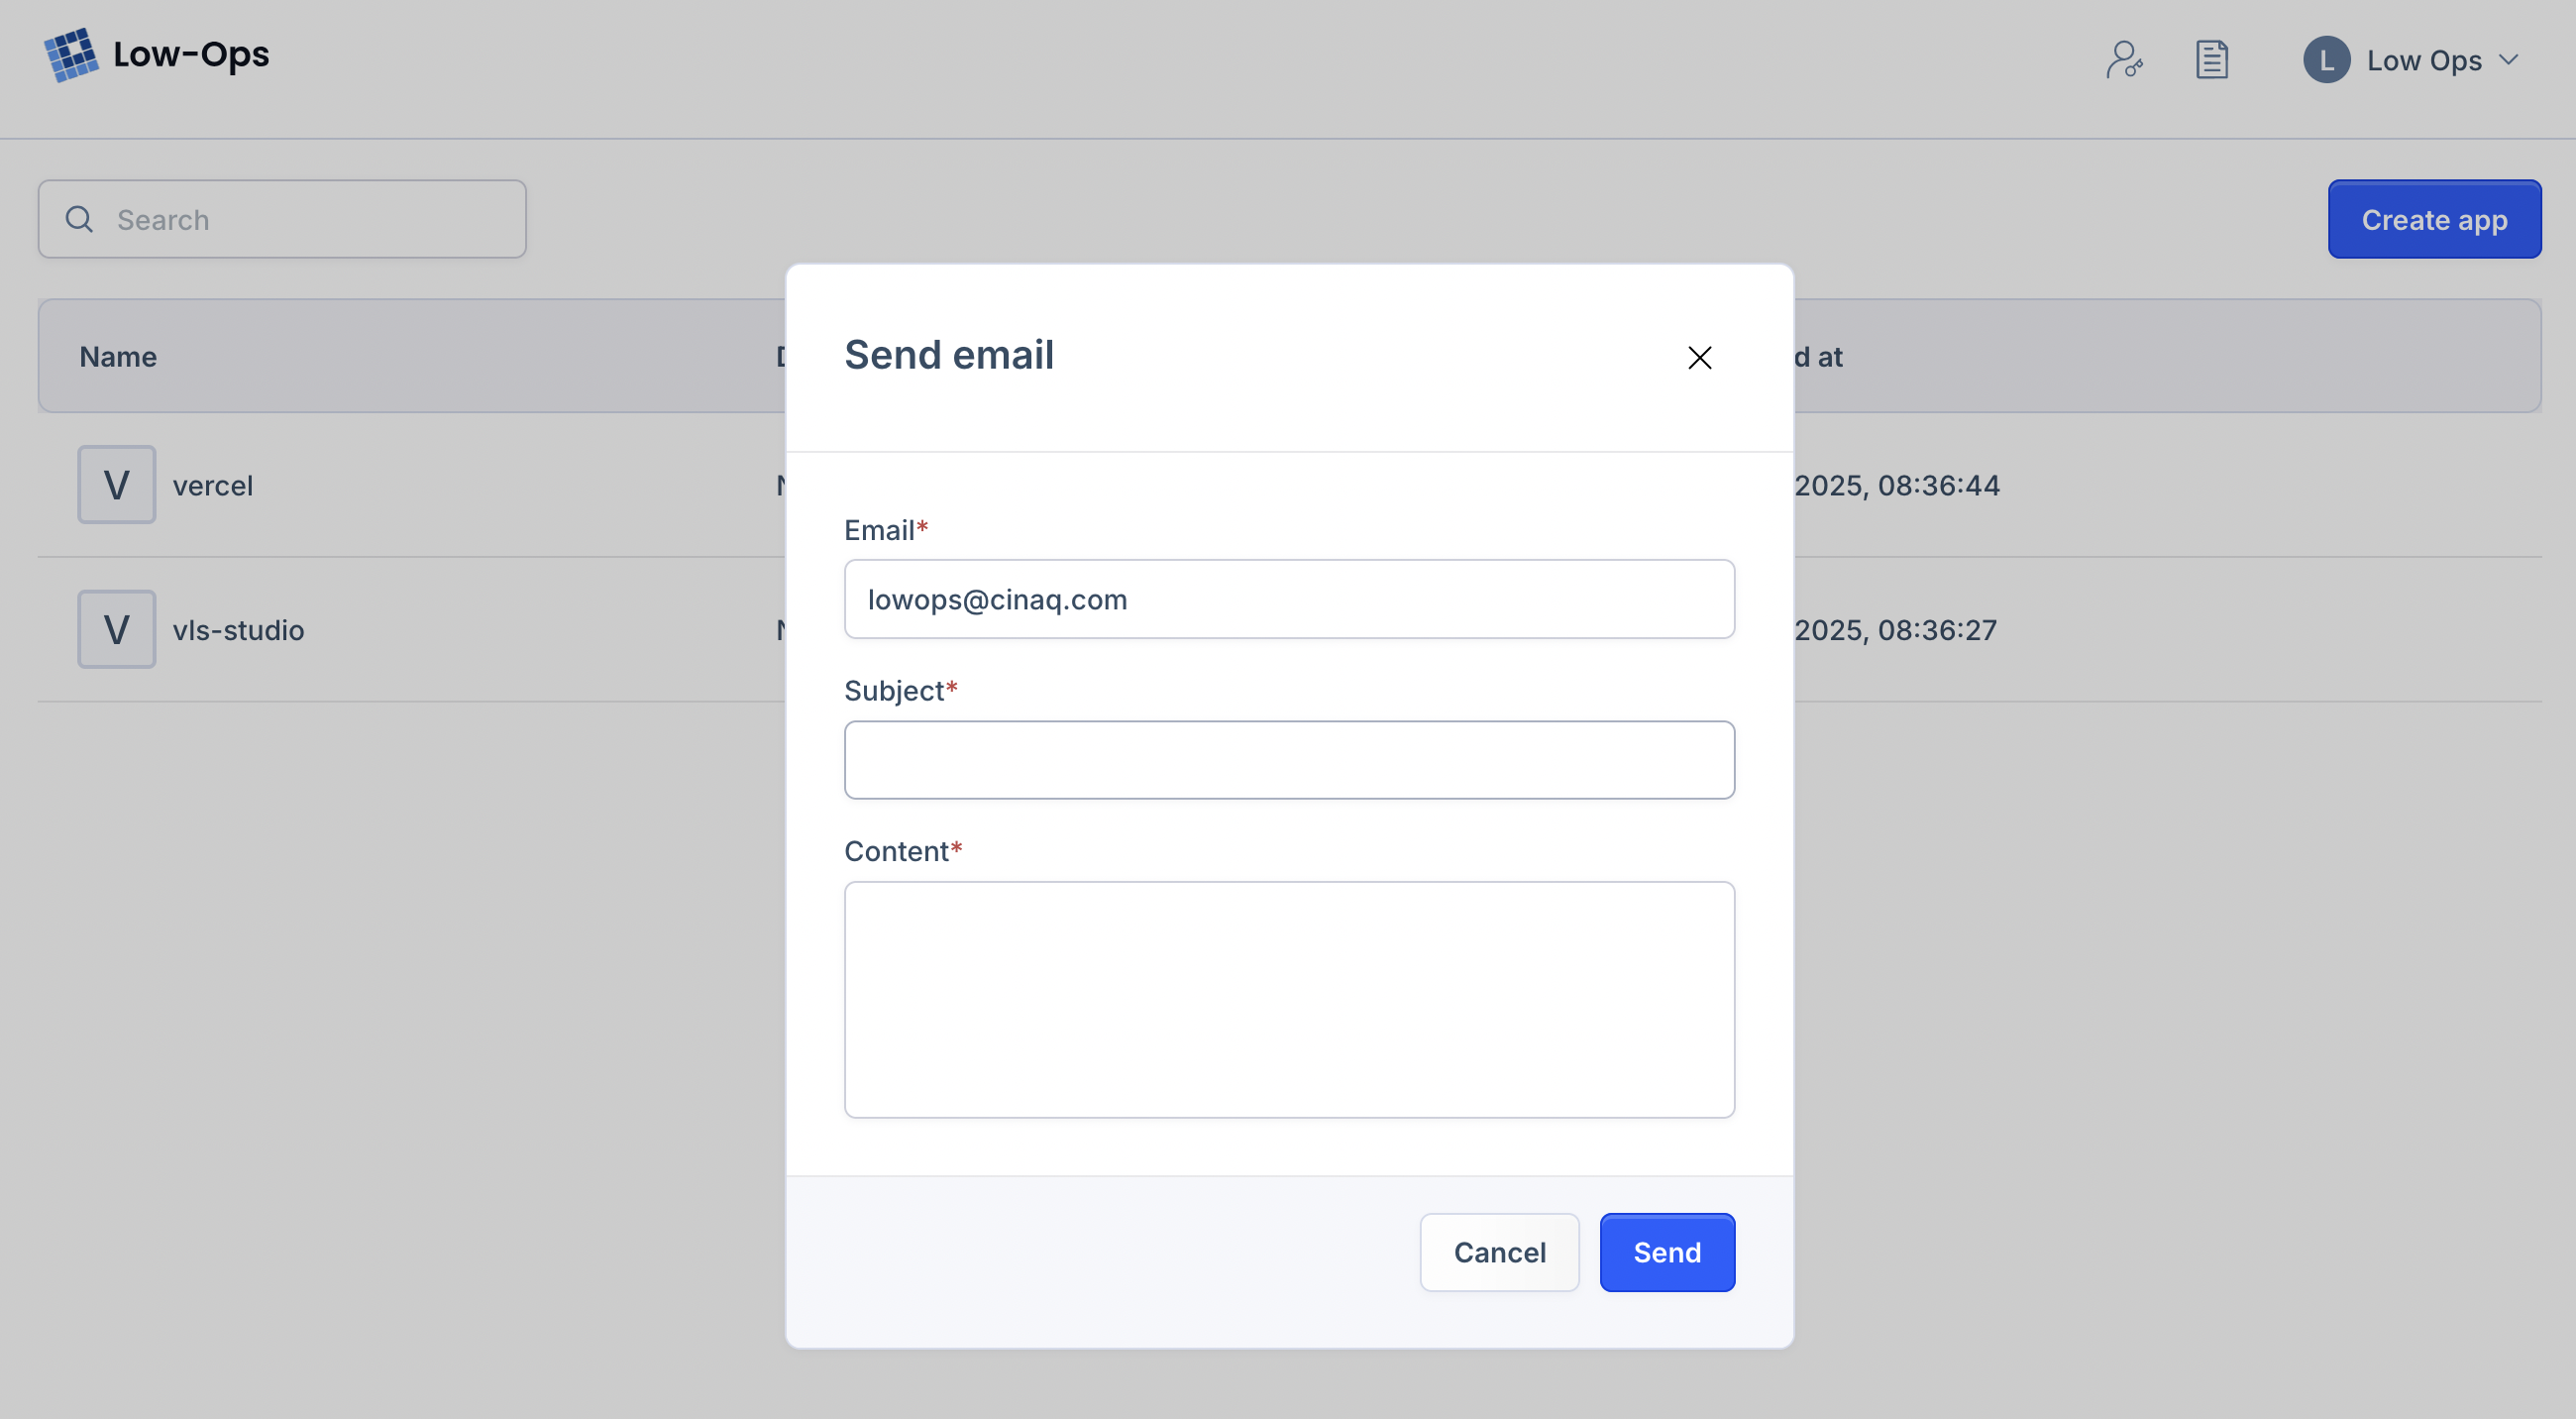 Low-Ops
L Low Ops
Search
Create app
Send email
Name
d at
V vercel
2025, 08:36:44
Email*
lowops@cinaq.com
V vls-studio
2025, 08:36:27
Subject*
Content*
Cancel Send